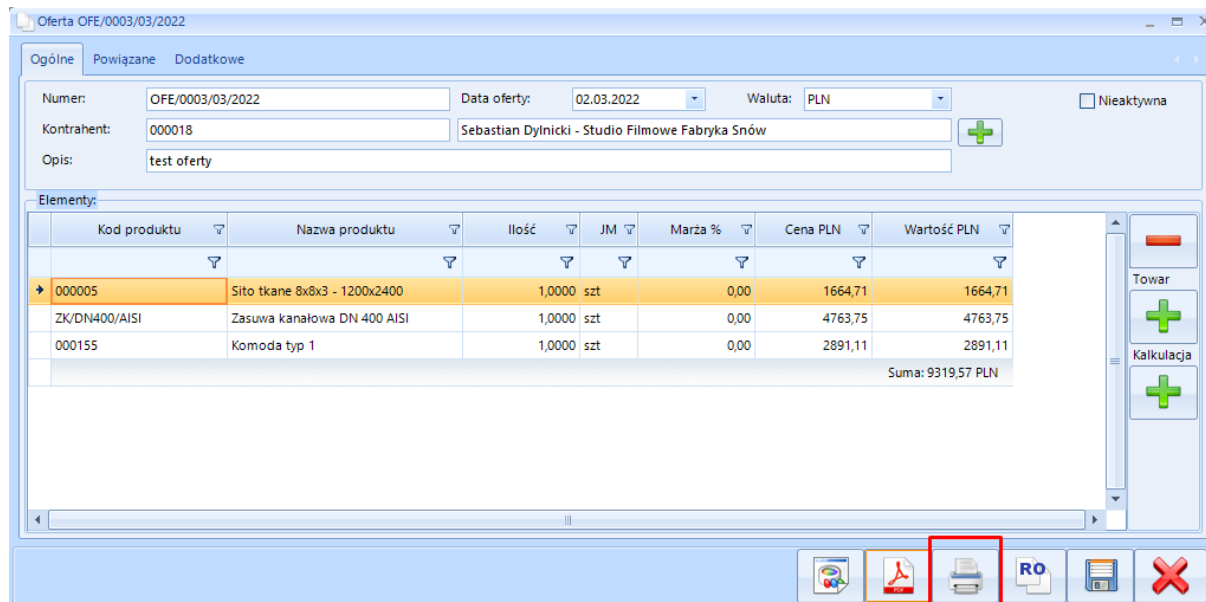 Oferta OFE/0003/03/2022
Ogólne Powiązane Dodatkowe
Numer: OFE/0003/03/2022 Data oferty: 02.03.2022 Waluta: PLN Nieaktywna
Kontrahent: 000018 Sebastian Dylnicki - Studio Filmowe Fabryka Snów
Opis: test oferty
Elementy:
Kod produktu Nazwa produktu Ilość JM Marża % Cena PLN Wartość PLN
000005 Sito tkane 8x8x3 - 1200x2400 1,0000 szt 0,00 1664,71 1664,71
Towar
ZK/DN400/AISI Zasuwa kanałowa DN 400 AISI 1,0000 szt 0,00 4763,75 4763,75
000155 Komoda typ 1 1,0000 szt 0,00 2891,11 2891,11
Kalkulacja
Suma: 9319,57 PLN
PDF RO